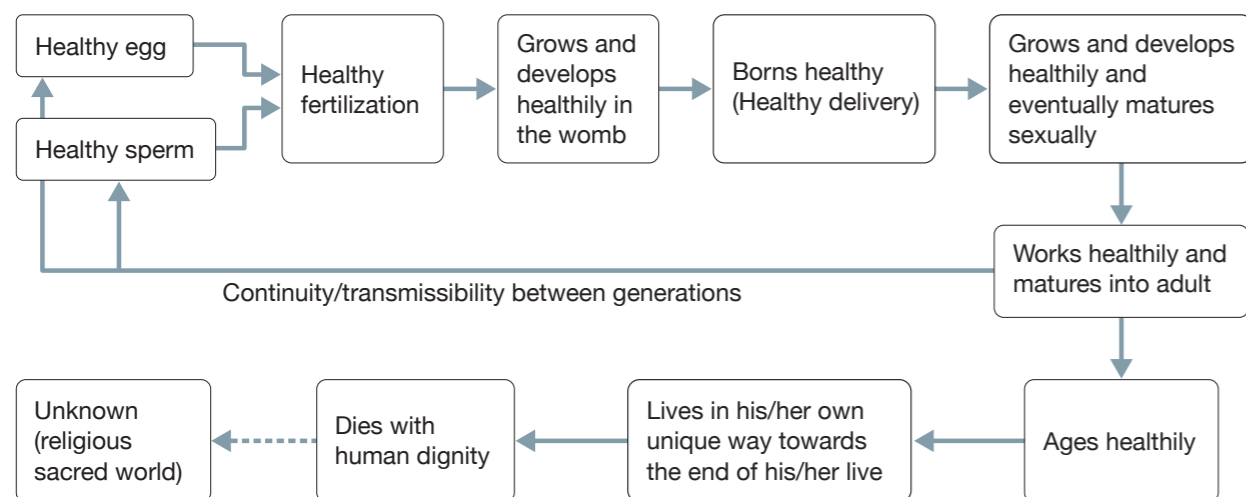 Healthy egg
Healthy sperm
Healthy
fertilization
Grows and
develops
healthily in
the womb
Borns healthy
(Healthy delivery)
Grows and develops
healthily and
eventually matures
sexually
Works healthily and
matures into adult
Continuity/transmissibility between generations
Ages healthily
Lives in his/her own
unique way towards
the end of his/her live
Dies with
human dignity
Unknown
(religious
sacred world)